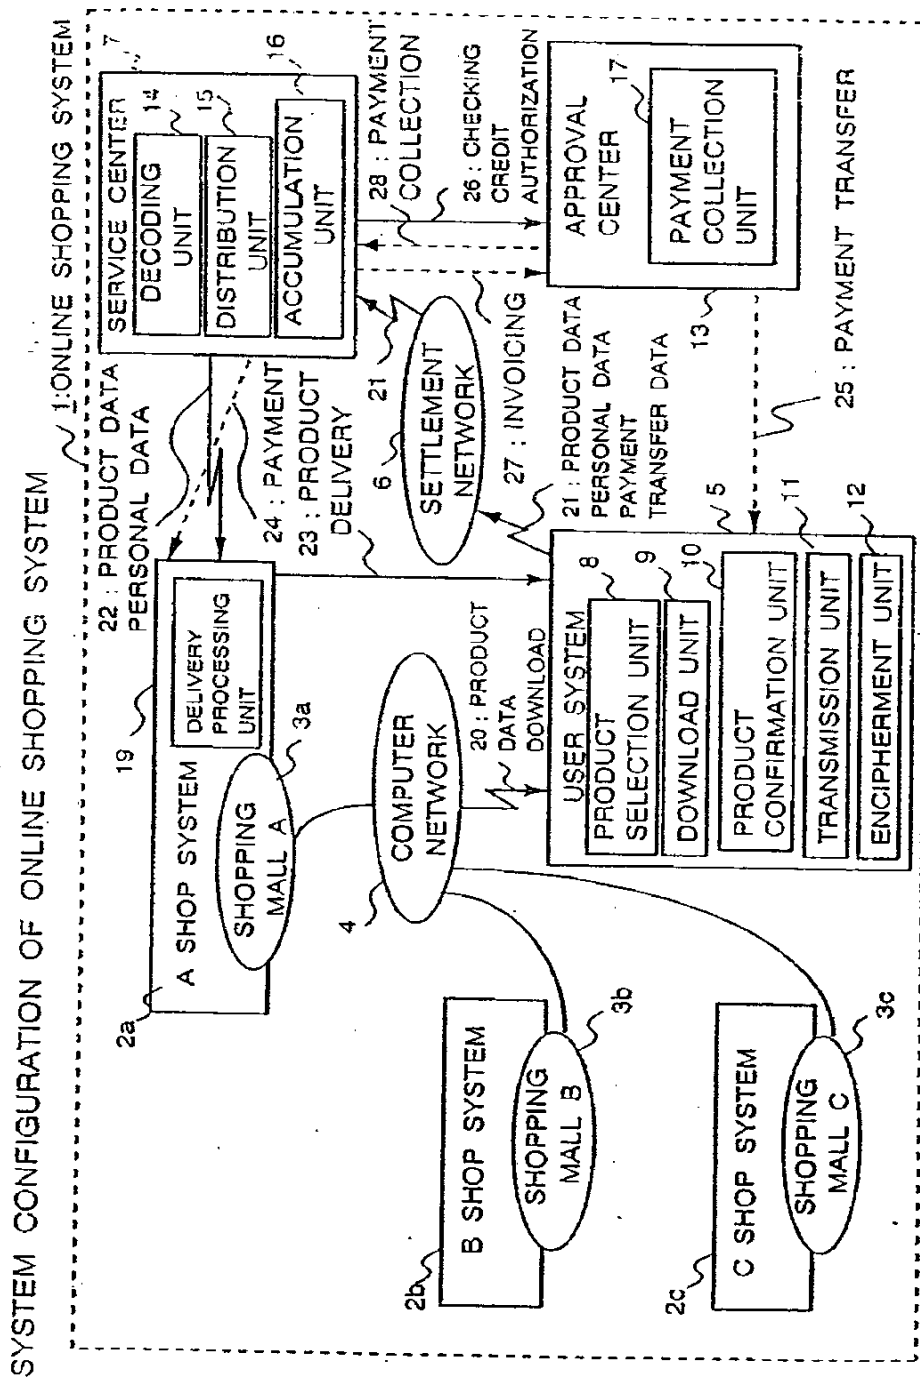 SYSTEM CONFIGURATION OF ONLINE SHOPPING SYSTEM
1:ONLINE SHOPPING SYSTEM
2a
A SHOP SYSTEM
19
DELIVERY
PROCESSING
UNIT
SHOPPING
MALL A
3a
22 : PRODUCT DATA
PERSONAL DATA
SERVICE CENTER
7
DECODING
UNIT
14
DISTRIBUTION
UNIT
15
ACCUMULATION
UNIT
16
24 : PAYMENT
23 : PRODUCT
DELIVERY
28 : PAYMENT
COLLECTION
26 : CHECKING
CREDIT
AUTHORIZATION
21
6
SETTLEMENT
NETWORK
27 : INVOICING
4
COMPUTER
NETWORK
20 : PRODUCT
DATA
DOWNLOAD
21 : PRODUCT DATA
PERSONAL DATA
PAYMENT
TRANSFER DATA
2b
B SHOP SYSTEM
SHOPPING
MALL B
3b
USER SYSTEM
5
PRODUCT
SELECTION UNIT
8
DOWNLOAD UNIT
9
PRODUCT
CONFIRMATION UNIT
10
TRANSMISSION UNIT
11
ENCIPHERMENT UNIT
12
APPROVAL
CENTER
13
17
PAYMENT
COLLECTION
UNIT
25 : PAYMENT TRANSFER
2c
C SHOP SYSTEM
SHOPPING
MALL C
3c